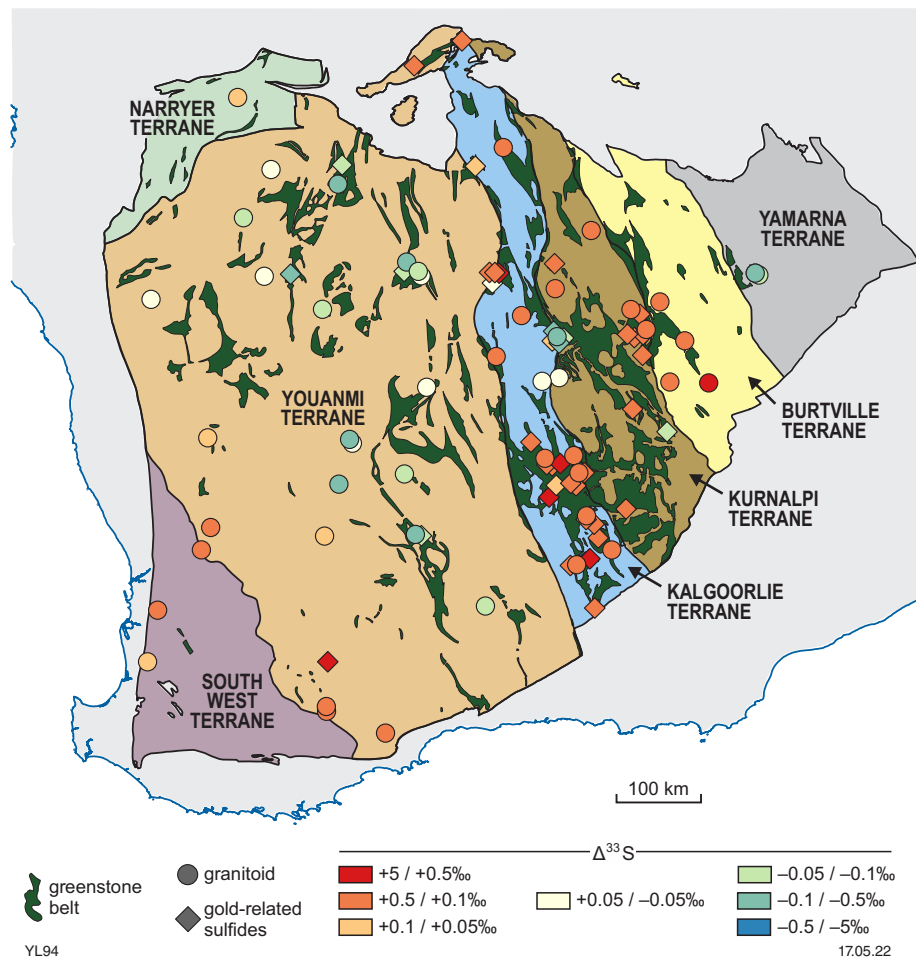 NARRYER
TERRANE
YAMARNA
TERRANE
YOUANMI
TERRANE
BURTVILLE
TERRANE
KURNALPI
TERRANE
KALGOORLIE
TERRANE
SOUTH
WEST
TERRANE
100 km
greenstone
belt
granitoid
gold-related
sulfides
Δ³³S
+5 / +0.5‰
+0.5 / +0.1‰
+0.1 / +0.05‰
+0.05 / –0.05‰
–0.05 / –0.1‰
–0.1 / –0.5‰
–0.5 / –5‰
YL94
17.05.22